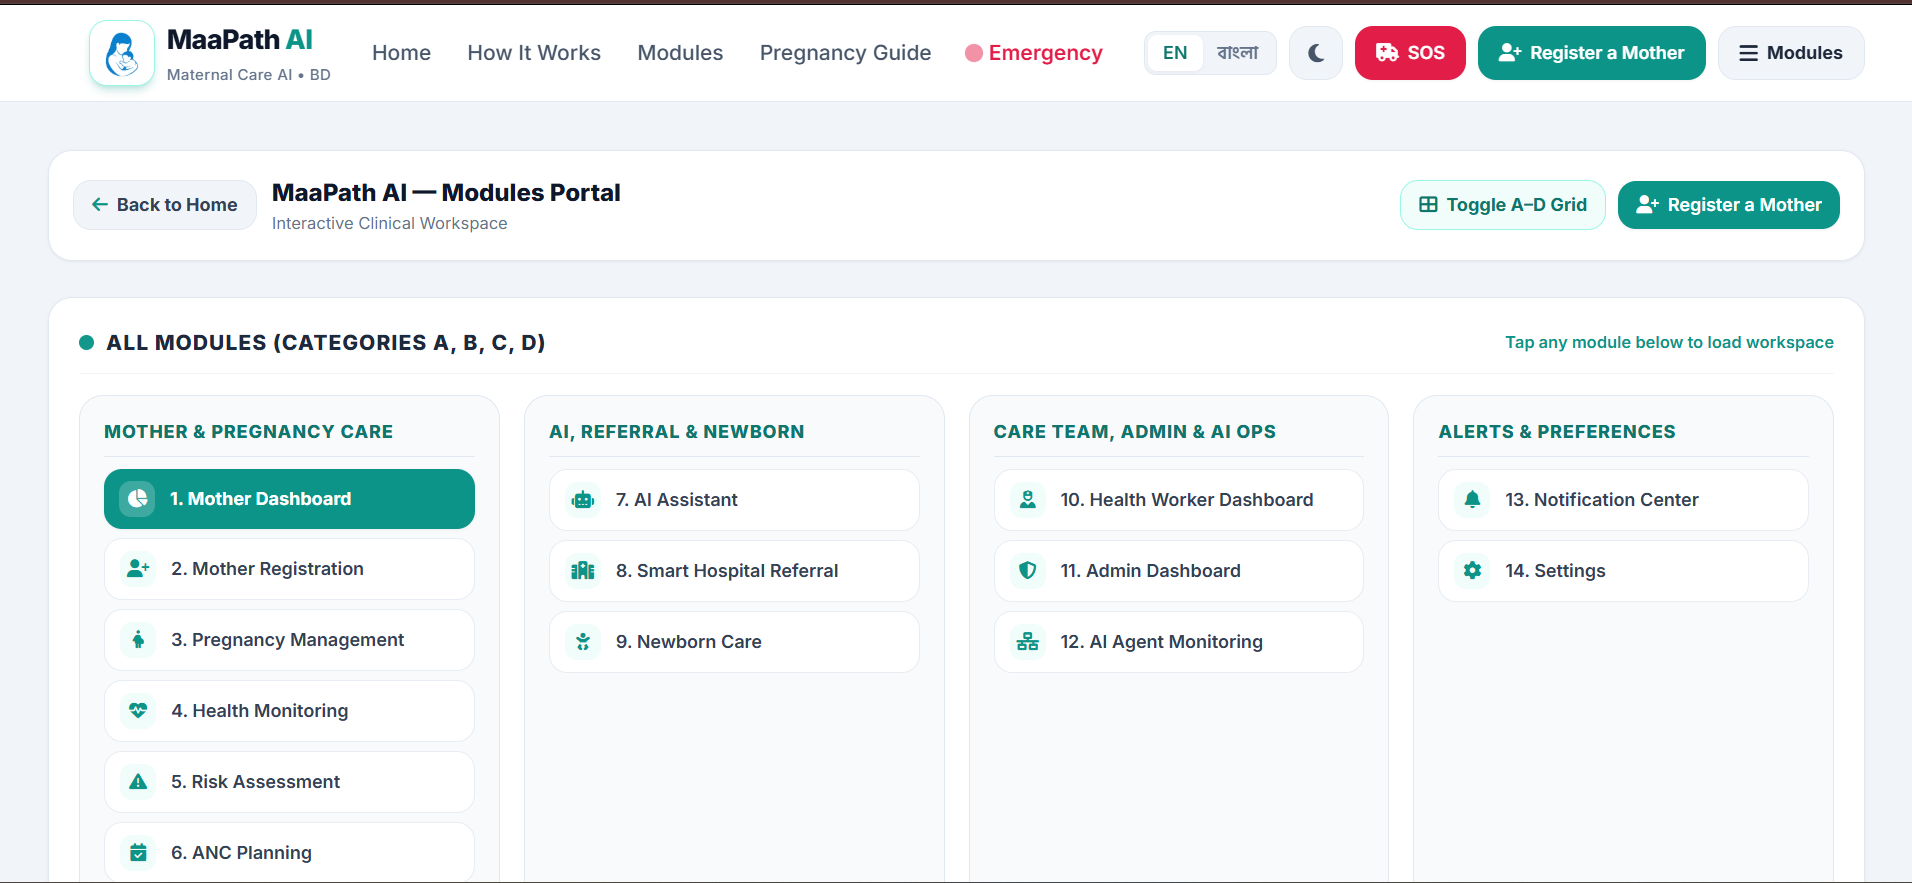 MaaPath AI
Maternal Care AI • BD
Home
How It Works
Modules
Pregnancy Guide
Emergency
EN
বাংলা
SOS
Register a Mother
Modules
Back to Home
MaaPath AI — Modules Portal
Interactive Clinical Workspace
Toggle A–D Grid
Register a Mother
ALL MODULES (CATEGORIES A, B, C, D)
Tap any module below to load workspace
MOTHER & PREGNANCY CARE
1. Mother Dashboard
2. Mother Registration
3. Pregnancy Management
4. Health Monitoring
5. Risk Assessment
6. ANC Planning
AI, REFERRAL & NEWBORN
7. AI Assistant
8. Smart Hospital Referral
9. Newborn Care
CARE TEAM, ADMIN & AI OPS
10. Health Worker Dashboard
11. Admin Dashboard
12. AI Agent Monitoring
ALERTS & PREFERENCES
13. Notification Center
14. Settings